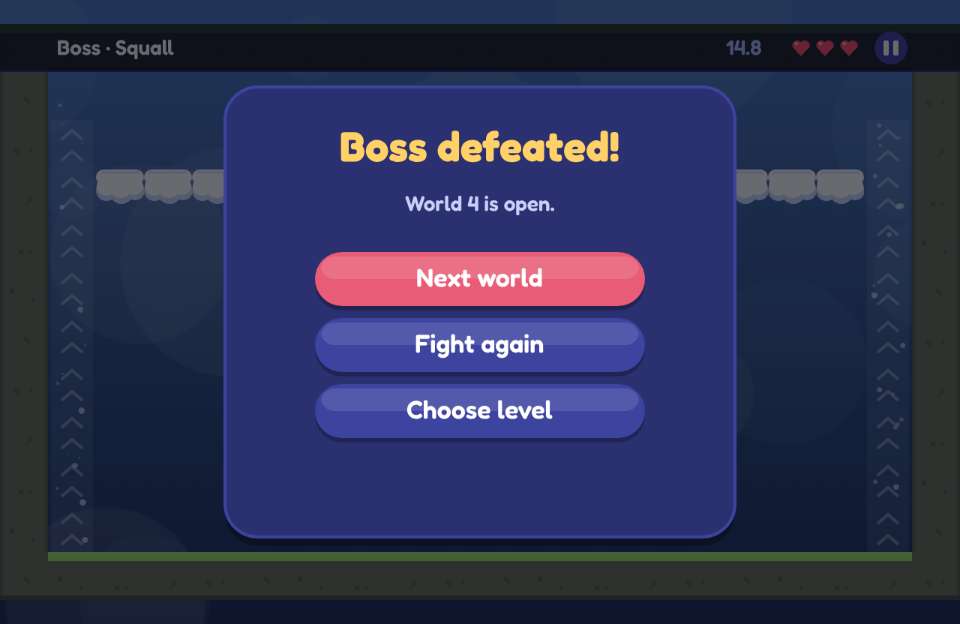 Boss · Squall
14.8
Boss defeated!
World 4 is open.
Next world
Fight again
Choose level